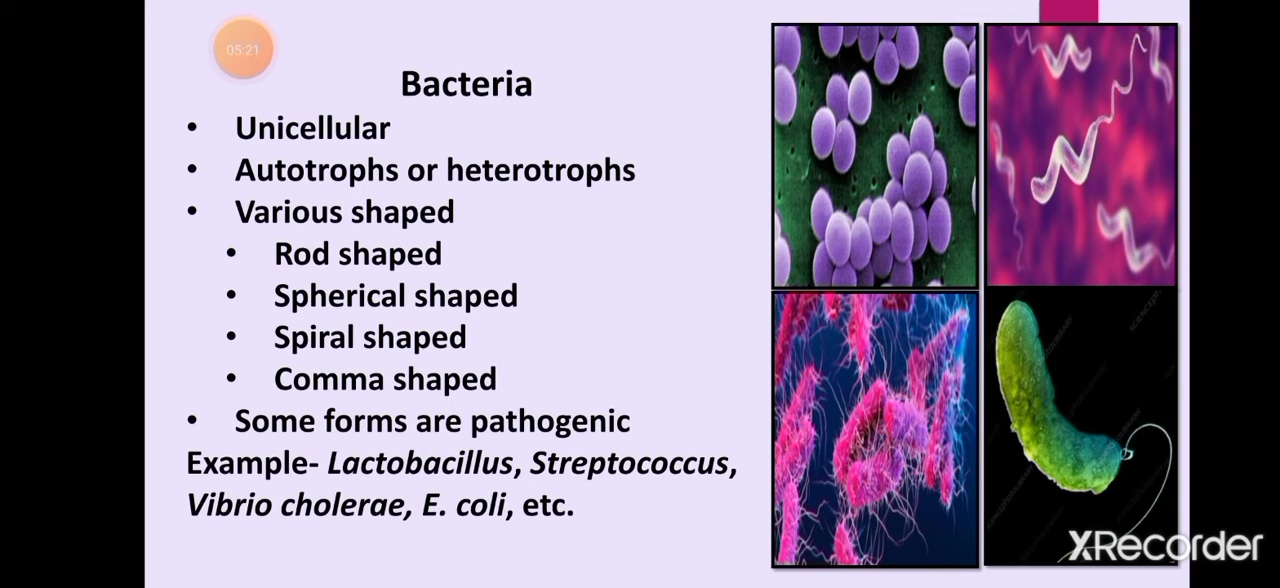 05:21
Bacteria
• Unicellular
• Autotrophs or heterotrophs
• Various shaped
• Rod shaped
• Spherical shaped
• Spiral shaped
• Comma shaped
• Some forms are pathogenic
Example- Lactobacillus, Streptococcus,
Vibrio cholerae, E. coli, etc.
XRecorder